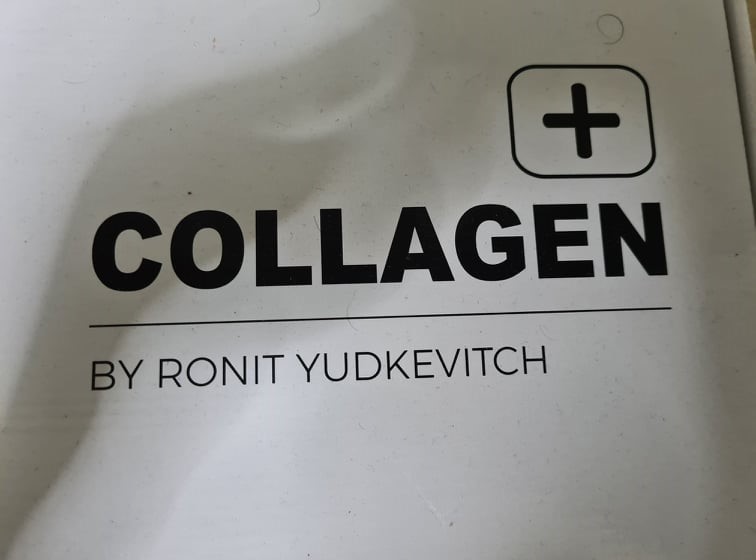 +
COLLAGEN
BY RONIT YUDKEVITCH